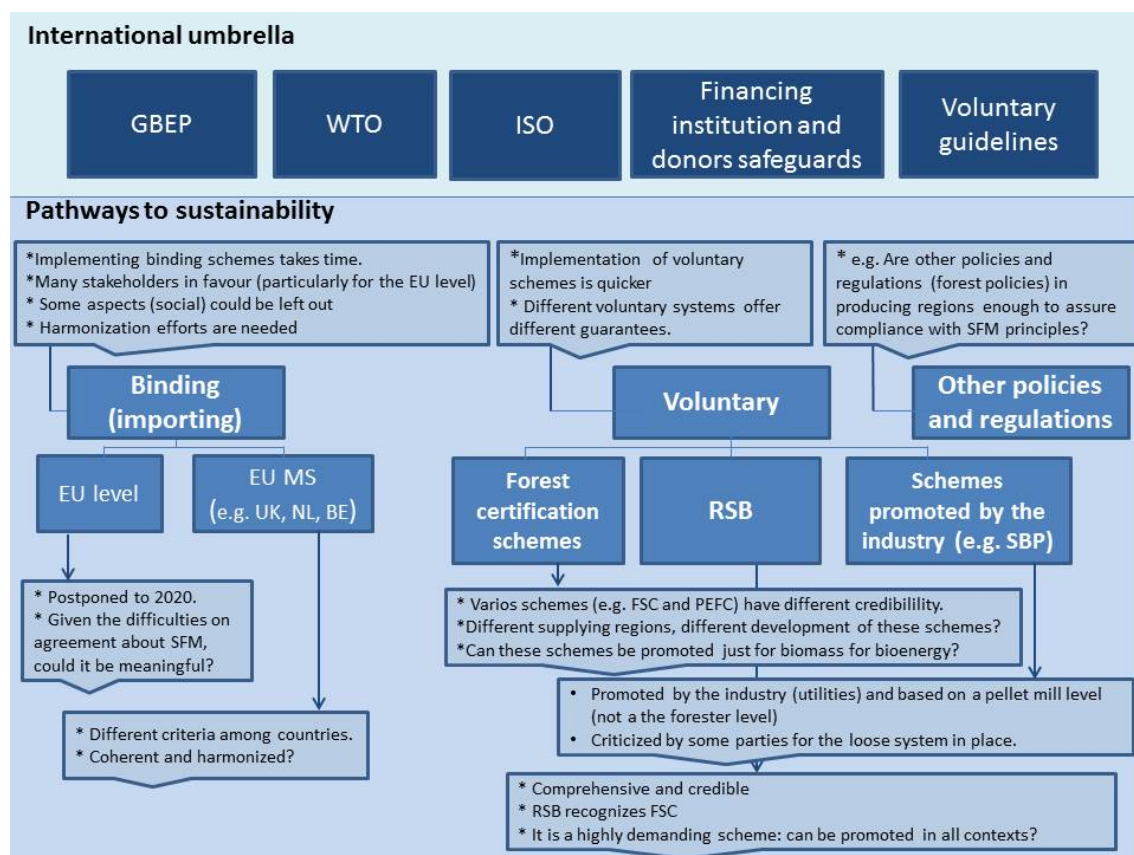 International umbrella
GBEP
WTO
ISO
Financing
institution and
donors safeguards
Voluntary
guidelines
Pathways to sustainability
*Implementing binding schemes takes time.
*Many stakeholders in favour (particularly for the EU level)
* Some aspects (social) could be left out
* Harmonization efforts are needed
*Implementation of voluntary
schemes is quicker
* Different voluntary systems offer
different guarantees.
* e.g. Are other policies and
regulations (forest policies) in
producing regions enough to assure
compliance with SFM principles?
Binding
(importing)
Voluntary
Other policies
and regulations
EU level
EU MS
(e.g. UK, NL, BE)
Forest
certification
schemes
RSB
Schemes
promoted by the
industry (e.g. SBP)
* Postponed to 2020.
* Given the difficulties on
agreement about SFM,
could it be meaningful?
* Varios schemes (e.g. FSC and PEFC) have different credibilility.
*Different supplying regions, different development of these schemes?
*Can these schemes be promoted just for biomass for bioenergy?
• Promoted by the industry (utilities) and based on a pellet mill level
(not a the forester level)
• Criticized by some parties for the loose system in place.
* Different criteria among countries.
* Coherent and harmonized?
* Comprehensive and credible
* RSB recognizes FSC
* It is a highly demanding scheme: can be promoted in all contexts?